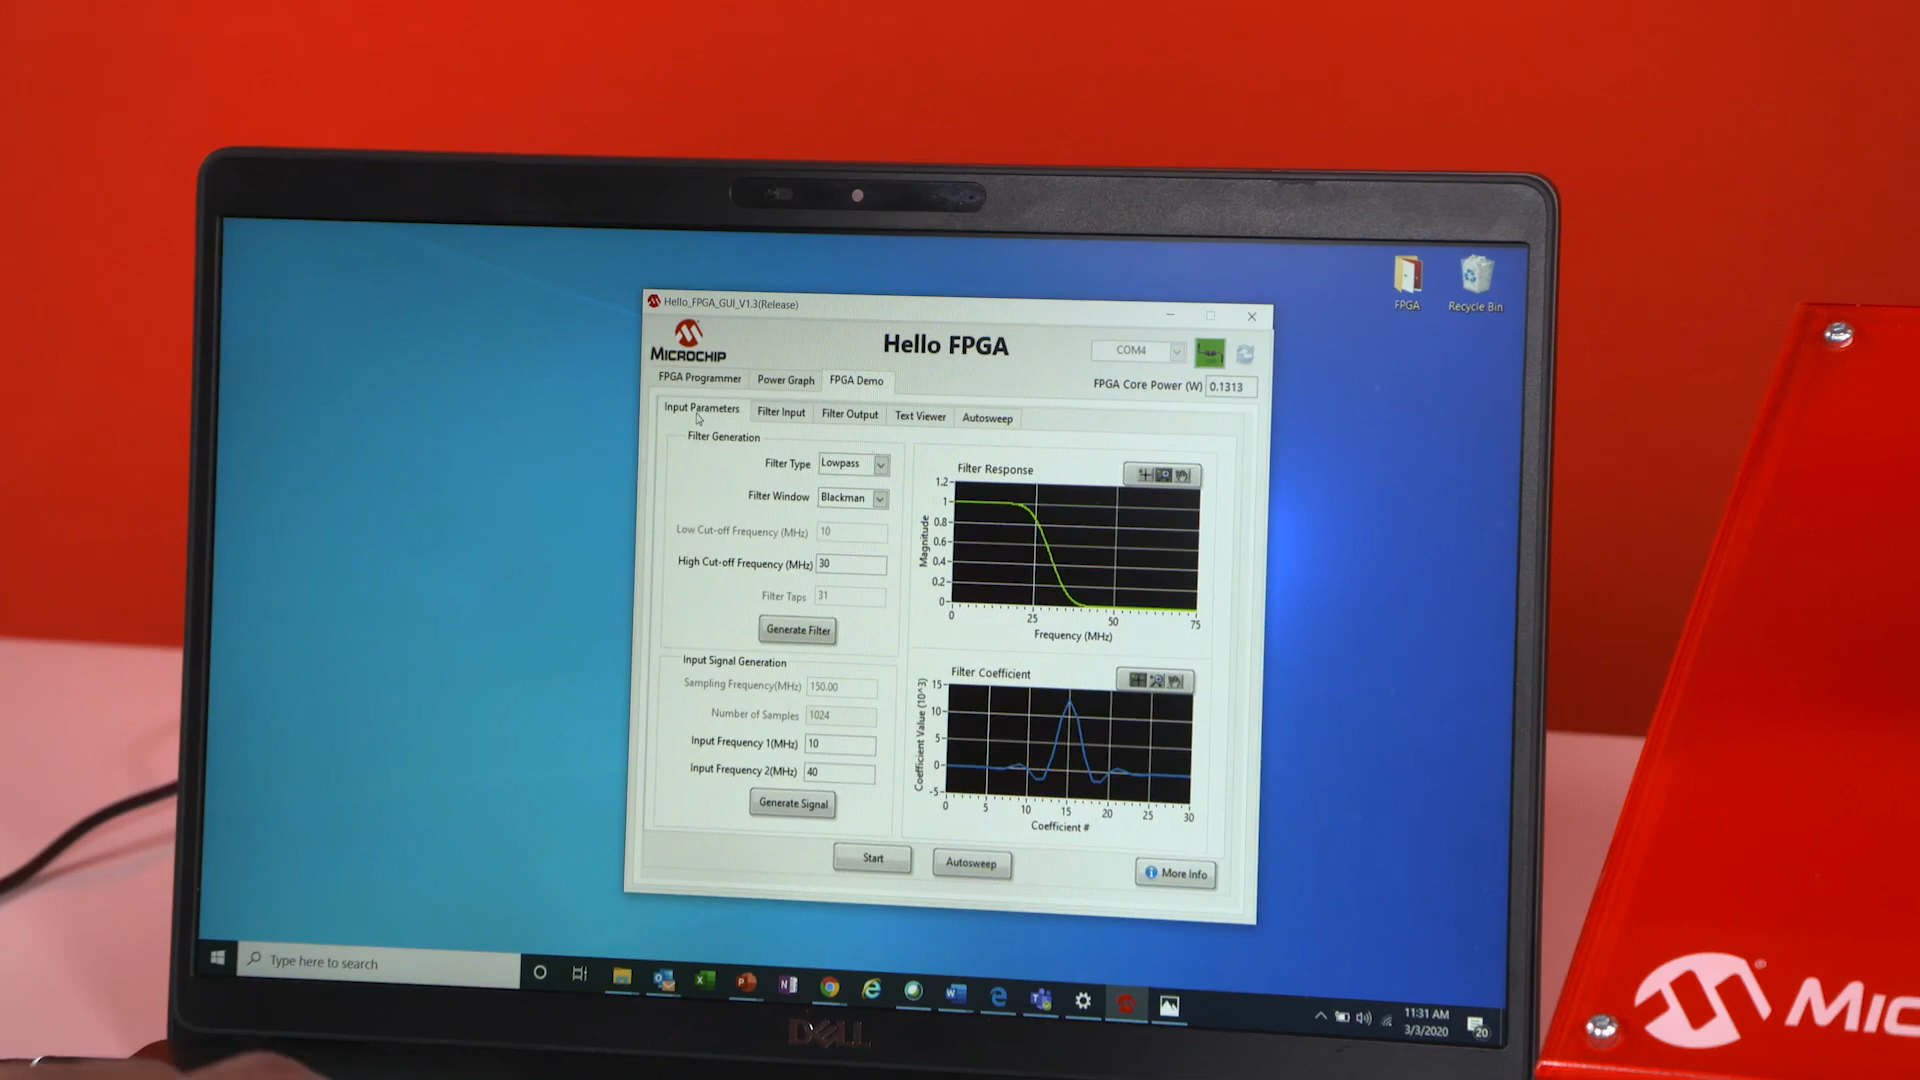 FPGA
Recycle Bin
Hello_FPGA_GUI_V1.3(Release)
MICROCHIP
Hello FPGA
COM4
FPGA Programmer
Power Graph
FPGA Demo
FPGA Core Power (W)
0.1313
Input Parameters
Filter Input
Filter Output
Text Viewer
Autosweep
Filter Generation
Filter Type
Lowpass
Filter Window
Blackman
Low Cut-off Frequency (MHz)
10
High Cut-off Frequency (MHz)
30
Filter Taps
31
Generate Filter
Input Signal Generation
Sampling Frequency(MHz)
150.00
Number of Samples
1024
Input Frequency 1(MHz)
10
Input Frequency 2(MHz)
40
Generate Signal
Filter Response
Magnitude
1.2
1
0.8
0.6
0.4
0.2
0
0 25 50 75
Frequency (MHz)
Filter Coefficient
Coefficient Value (10^3)
15
10
5
0
-5
0 5 10 15 20 25 30
Coefficient #
Start
Autosweep
More Info
Type here to search
11:31 AM
3/3/2020
20
DELL
Mic